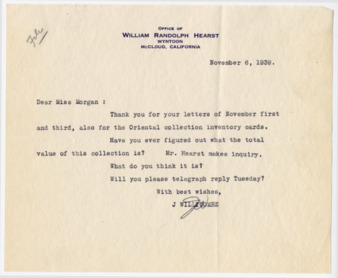 File
OFFICE OF
WILLIAM RANDOLPH HEARST
WYNTOON
McCLOUD, CALIFORNIA
November 6, 1939.
Dear Miss Morgan :
Thank you for your letters of November first
and third, also for the Oriental collection inventory cards.
Have you ever figured out what the total
value of this collection is? Mr. Hearst makes inquiry.
What do you think it is?
Will you please telegraph reply Tuesday?
With best wishes,
J WILLICOMBE